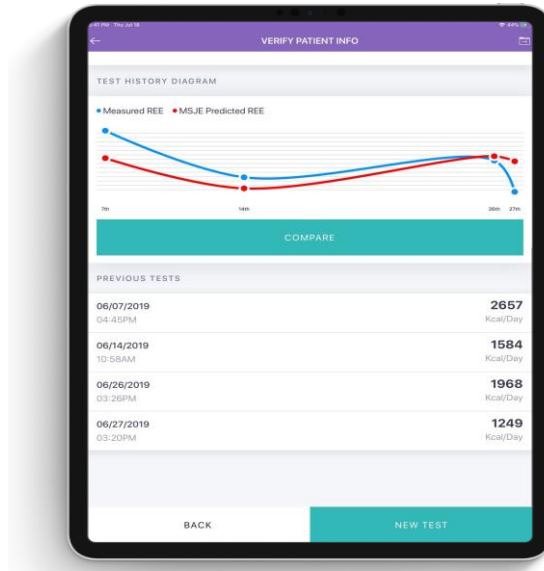 VERIFY PATIENT INFO
TEST HISTORY DIAGRAM
Measured REE MSJE Predicted REE
7th 14th 26th 27th
COMPARE
PREVIOUS TESTS
06/07/2019 2657
04:45PM Kcal/Day
06/14/2019 1584
10:58AM Kcal/Day
06/26/2019 1968
03:26PM Kcal/Day
06/27/2019 1249
03:20PM Kcal/Day
BACK NEW TEST